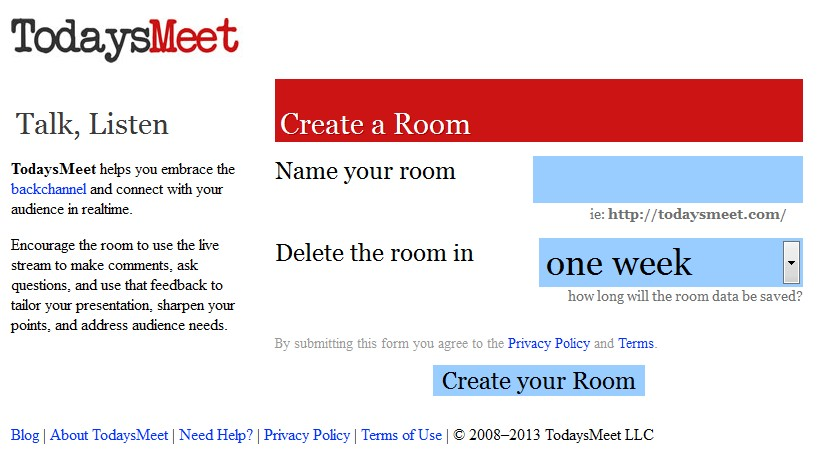 TodaysMeet
Talk, Listen
TodaysMeet helps you embrace the
backchannel and connect with your
audience in realtime.
Encourage the room to use the live
stream to make comments, ask
questions, and use that feedback to
tailor your presentation, sharpen your
points, and address audience needs.
Create a Room
Name your room
ie: http://todaysmeet.com/
Delete the room in
one week
how long will the room data be saved?
By submitting this form you agree to the Privacy Policy and Terms.
Create your Room
Blog | About TodaysMeet | Need Help? | Privacy Policy | Terms of Use | © 2008–2013 TodaysMeet LLC